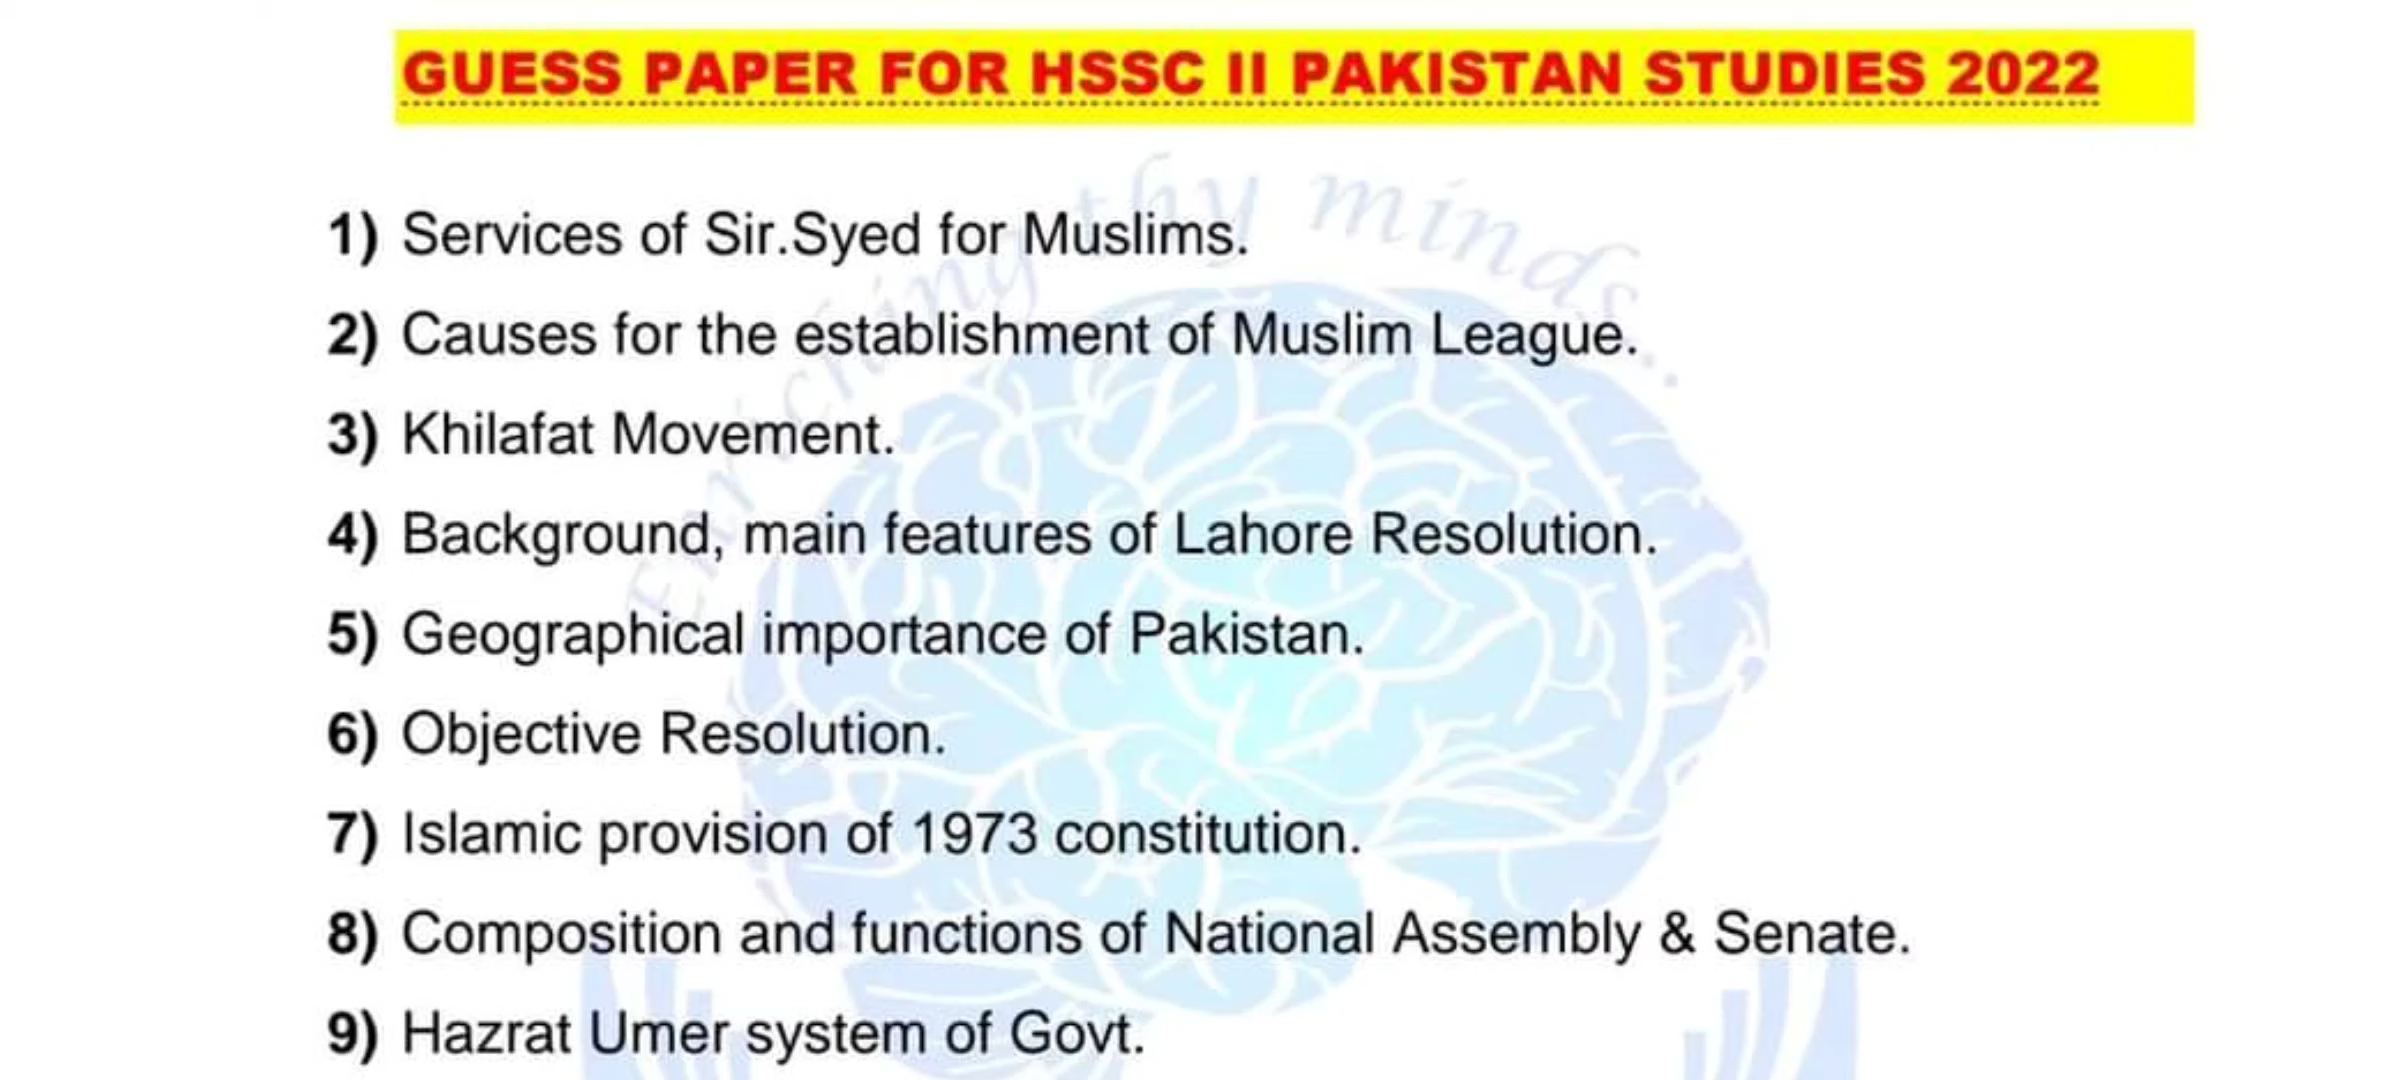 GUESS PAPER FOR HSSC II PAKISTAN STUDIES 2022
Enriching thy minds..
1) Services of Sir.Syed for Muslims.
2) Causes for the establishment of Muslim League.
3) Khilafat Movement.
4) Background, main features of Lahore Resolution.
5) Geographical importance of Pakistan.
6) Objective Resolution.
7) Islamic provision of 1973 constitution.
8) Composition and functions of National Assembly & Senate.
9) Hazrat Umer system of Govt.